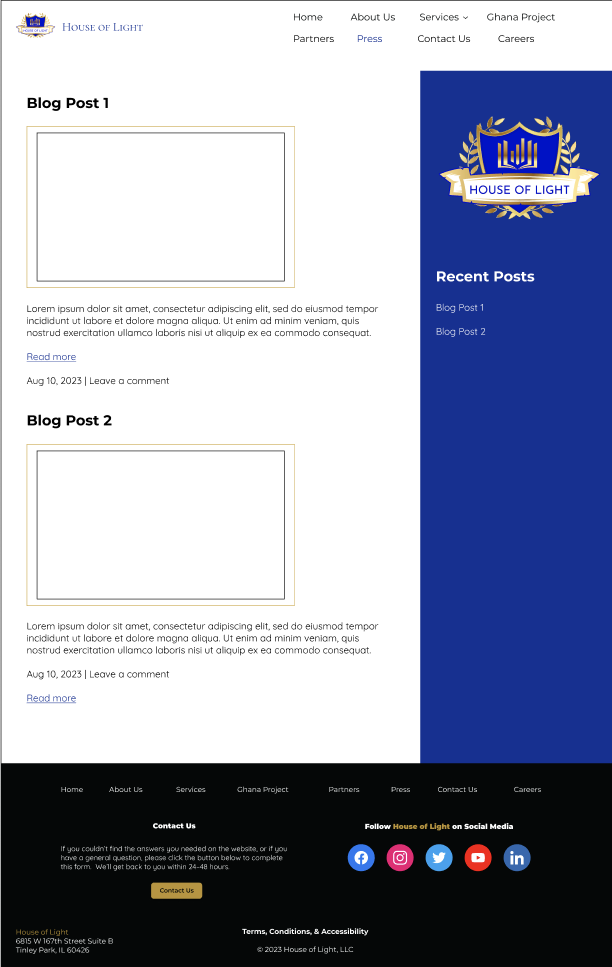 House of Light
Home About Us Services Ghana Project
Partners Press Contact Us Careers
Blog Post 1
Lorem ipsum dolor sit amet, consectetur adipiscing elit, sed do eiusmod tempor
incididunt ut labore et dolore magna aliqua. Ut enim ad minim veniam, quis
nostrud exercitation ullamco laboris nisi ut aliquip ex ea commodo consequat.
Read more
Aug 10, 2023 | Leave a comment
Blog Post 2
Lorem ipsum dolor sit amet, consectetur adipiscing elit, sed do eiusmod tempor
incididunt ut labore et dolore magna aliqua. Ut enim ad minim veniam, quis
nostrud exercitation ullamco laboris nisi ut aliquip ex ea commodo consequat.
Aug 10, 2023 | Leave a comment
Read more
HOUSE OF LIGHT
Recent Posts
Blog Post 1
Blog Post 2
Home About Us Services Ghana Project Partners Press Contact Us Careers
Contact Us
If you couldn't find the answers you needed on the website, or if you
have a general question, please click the button below to complete
this form. We'll get back to you within 24-48 hours.
Contact Us
Follow House of Light on Social Media
House of Light
6815 W 167th Street Suite B
Tinley Park, IL 60426
Terms, Conditions, & Accessibility
© 2023 House of Light, LLC